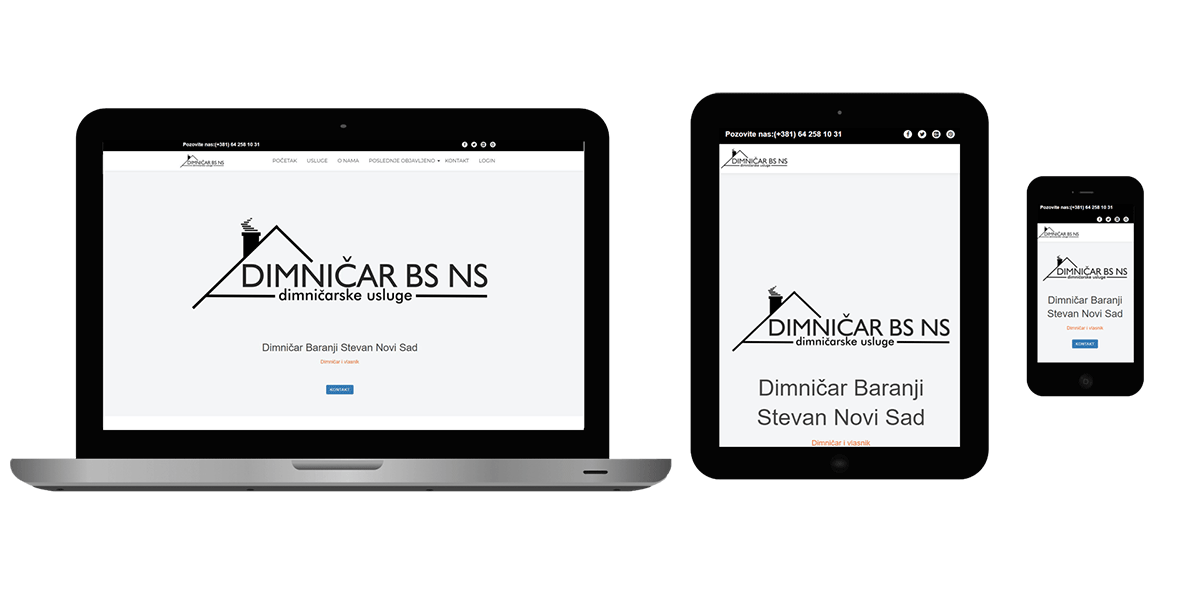 Pozovite nas:(+381) 64 258 10 31
DIMNIČAR BS NS
dimničarske usluge
POČETAK USLUGE O NAMA POSLEDNJE OBJAVLJENO KONTAKT LOGIN
DIMNIČAR BS NS
dimničarske usluge
Dimničar Baranji Stevan Novi Sad
Dimničar i vlasnik
KONTAKT
Pozovite nas:(+381) 64 258 10 31
DIMNIČAR BS NS
dimničarske usluge
DIMNIČAR BS NS
dimničarske usluge
Dimničar Baranji
Stevan Novi Sad
Dimničar i vlasnik
Pozovite nas:(+381) 64 258 10 31
DIMNIČAR BS NS
dimničarske usluge
DIMNIČAR BS NS
dimničarske usluge
Dimničar Baranji
Stevan Novi Sad
Dimničar i vlasnik
KONTAKT